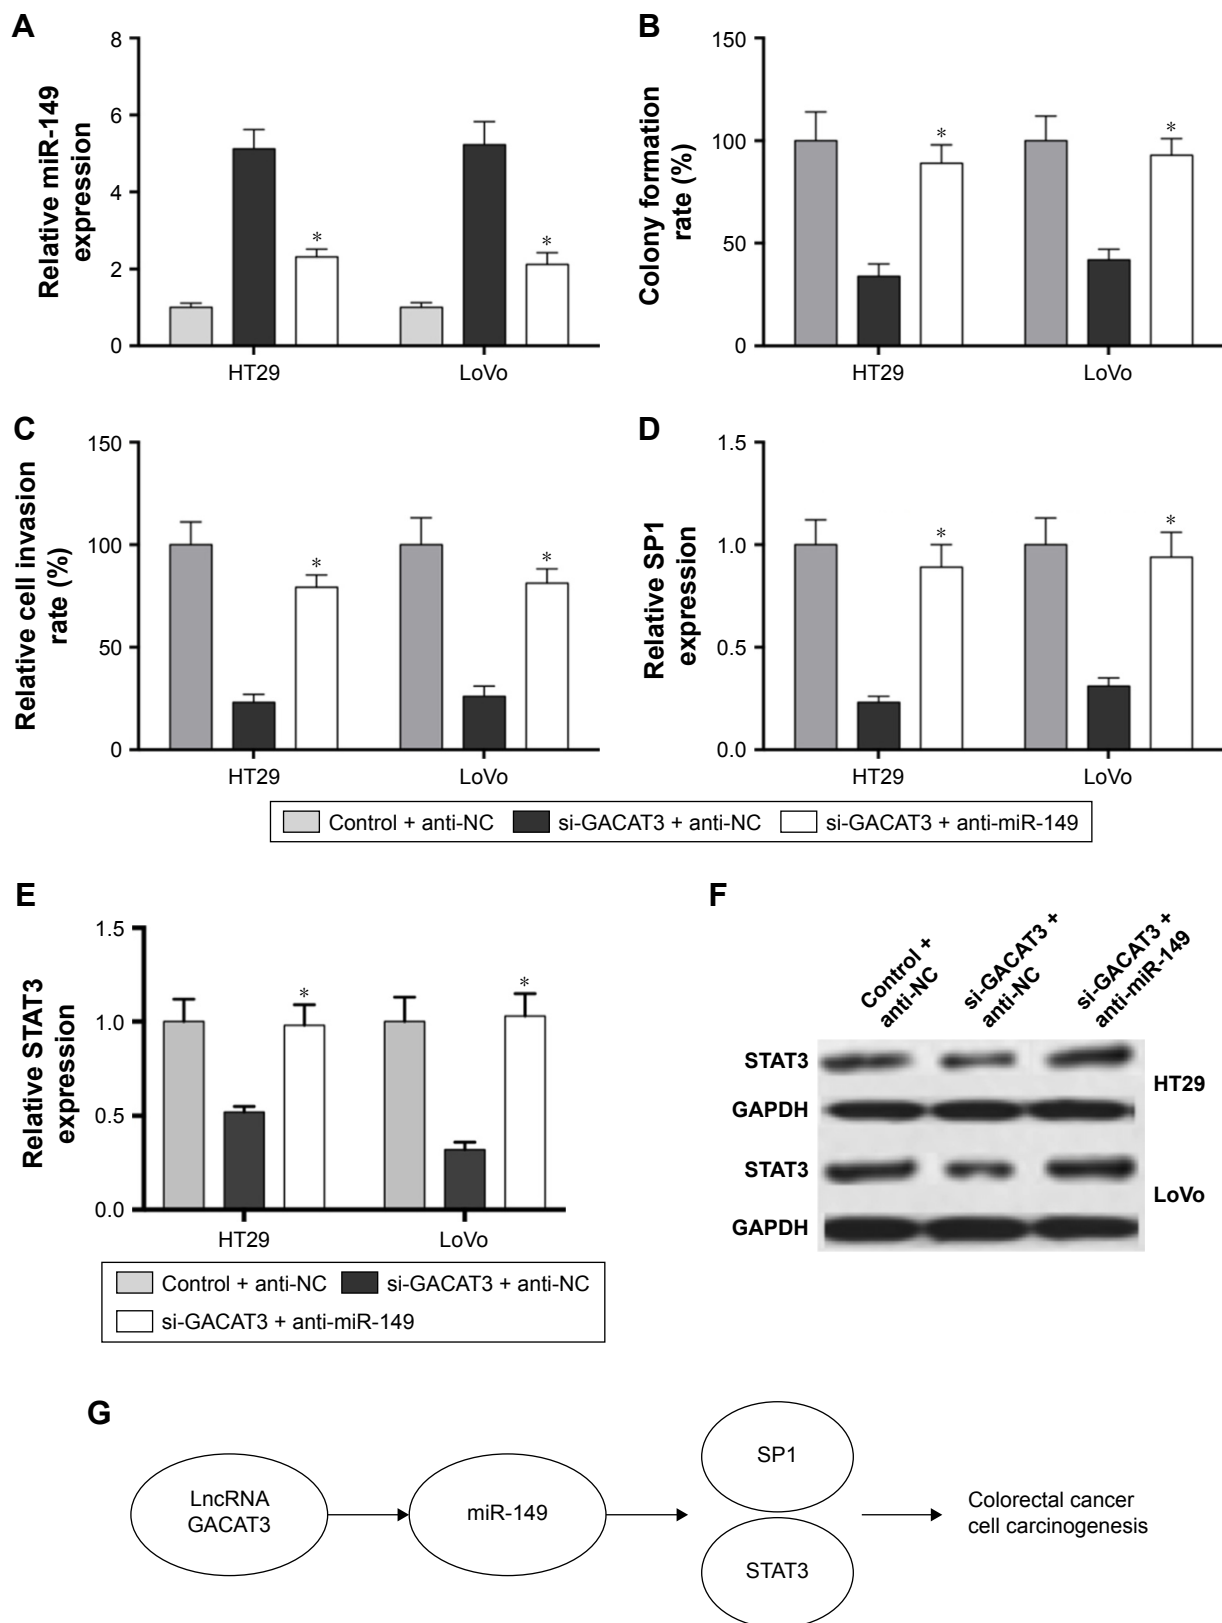 A
Relative miR-149
expression
8
6
4
2
0
*
*
HT29
LoVo
B
Colony formation
rate (%)
150
100
50
0
*
*
HT29
LoVo
C
Relative cell invasion
rate (%)
150
100
50
0
*
*
HT29
LoVo
D
Relative SP1
expression
1.5
1.0
0.5
0.0
*
*
HT29
LoVo
Control + anti-NC
si-GACAT3 + anti-NC
si-GACAT3 + anti-miR-149
E
Relative STAT3
expression
1.5
1.0
0.5
0.0
*
*
HT29
LoVo
Control + anti-NC
si-GACAT3 + anti-NC
si-GACAT3 + anti-miR-149
F
Control +
anti-NC
si-GACAT3 +
anti-NC
si-GACAT3 +
anti-miR-149
STAT3
GAPDH
HT29
STAT3
GAPDH
LoVo
G
LncRNA
GACAT3
miR-149
SP1
STAT3
Colorectal cancer
cell carcinogenesis